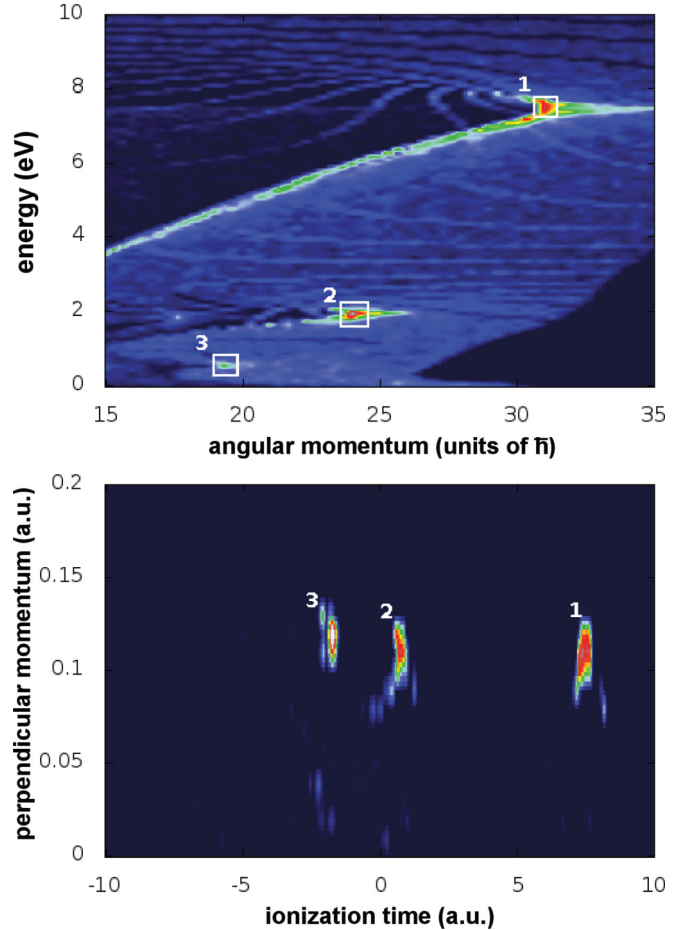 10
8
6
4
2
0
energy (eV)
1
2
3
15 20 25 30 35
angular momentum (units of ħ)
0.2
0.15
0.1
0.05
0
perpendicular momentum (a.u.)
3 2 1
-10 -5 0 5 10
ionization time (a.u.)